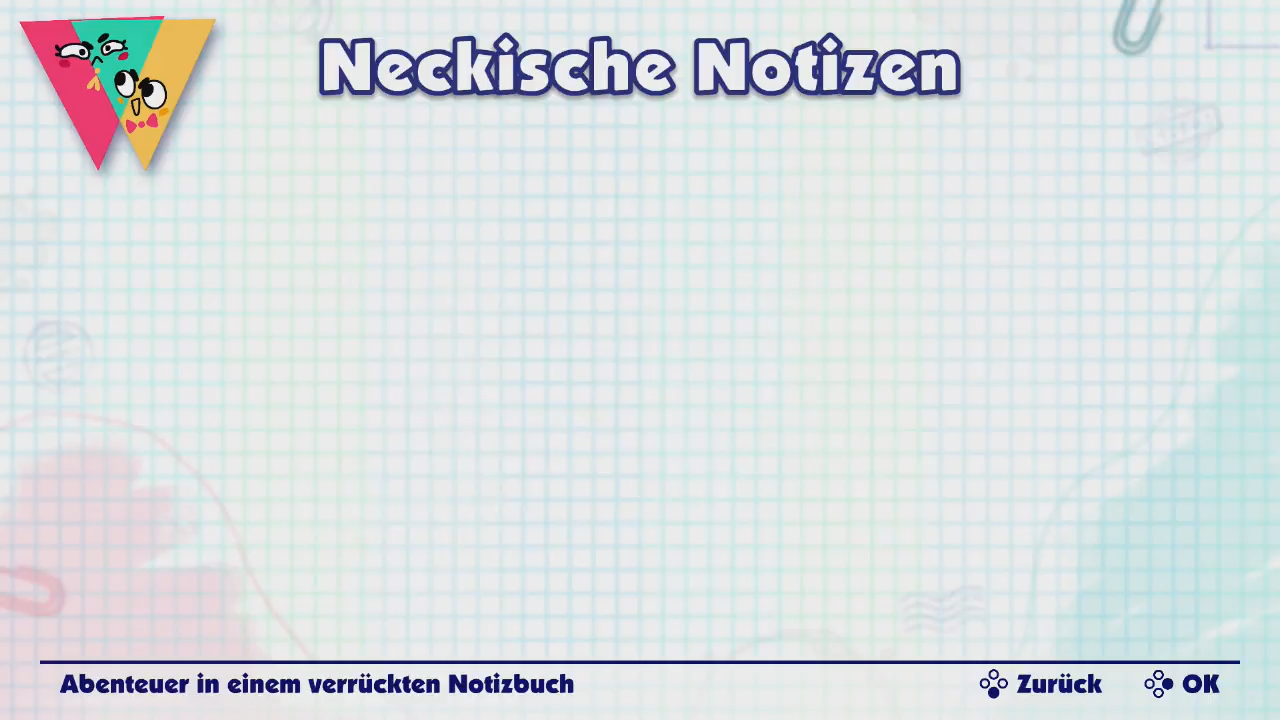 Neckische Notizen
Abenteuer in einem verrückten Notizbuch
Zurück
OK